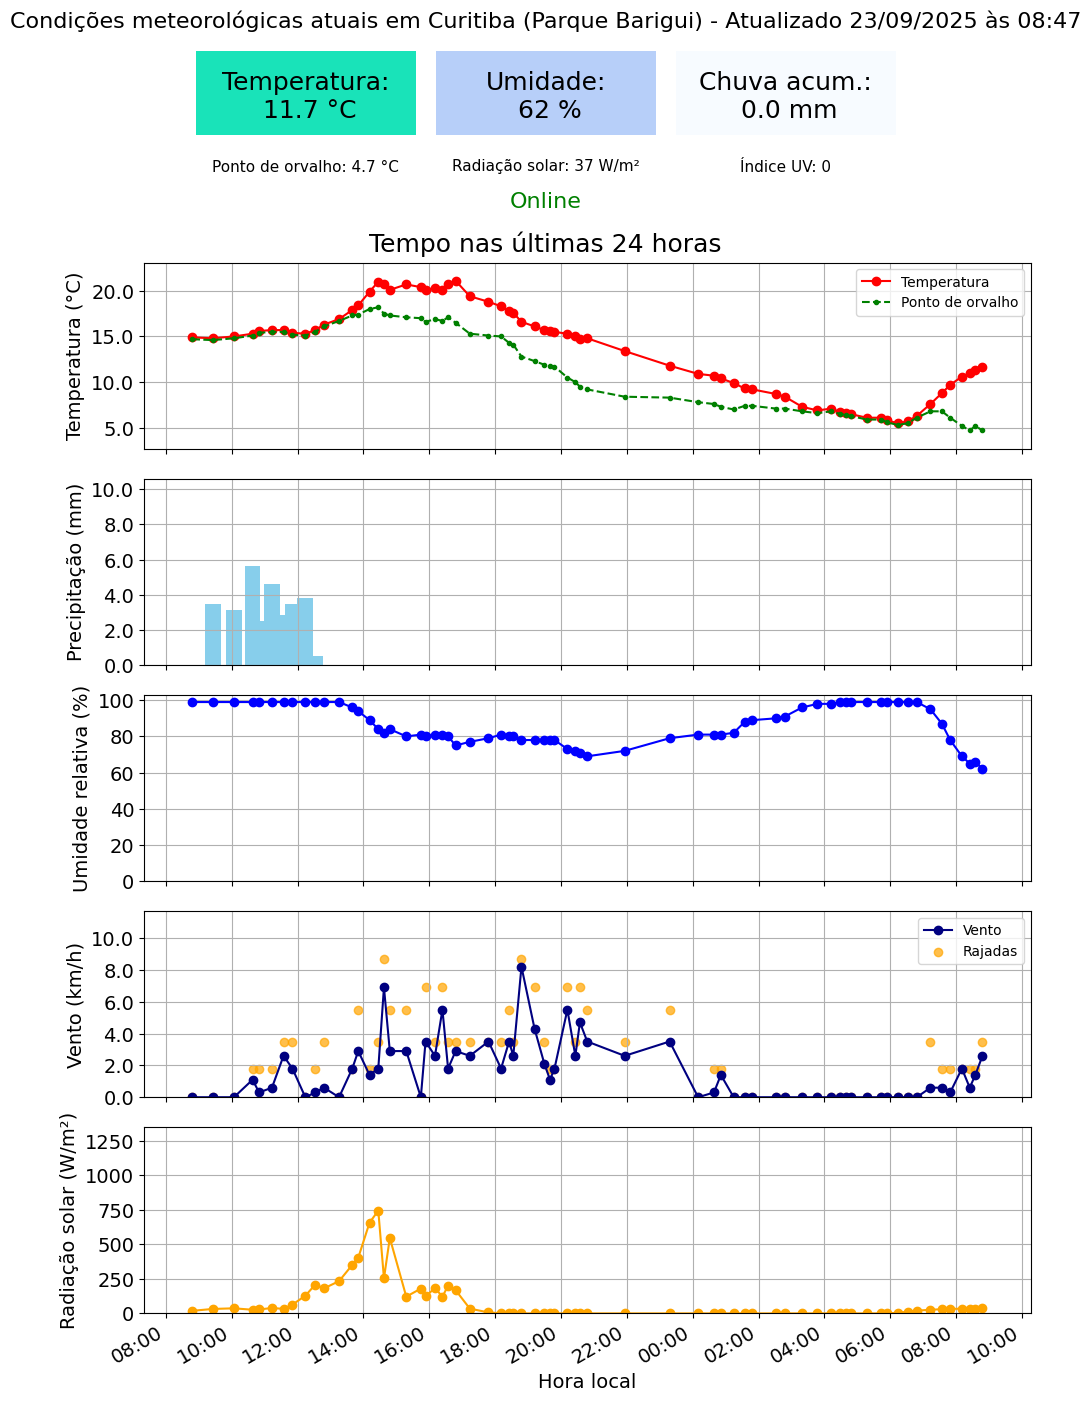 Condições meteorológicas atuais em Curitiba (Parque Barigui) - Atualizado 23/09/2025 às 08:47
Temperatura:
11.7 °C
Umidade:
62 %
Chuva acum.:
0.0 mm
Ponto de orvalho: 4.7 °C
Radiação solar: 37 W/m²
Índice UV: 0
Online
Tempo nas últimas 24 horas
Temperatura (°C)
20.0
15.0
10.0
5.0
Temperatura
Ponto de orvalho
Precipitação (mm)
10.0
8.0
6.0
4.0
2.0
0.0
Umidade relativa (%)
100
80
60
40
20
0
Vento (km/h)
10.0
8.0
6.0
4.0
2.0
0.0
Vento
Rajadas
Radiação solar (W/m²)
1250
1000
750
500
250
0
08:00
10:00
12:00
14:00
16:00
18:00
20:00
22:00
00:00
02:00
04:00
06:00
08:00
10:00
Hora local